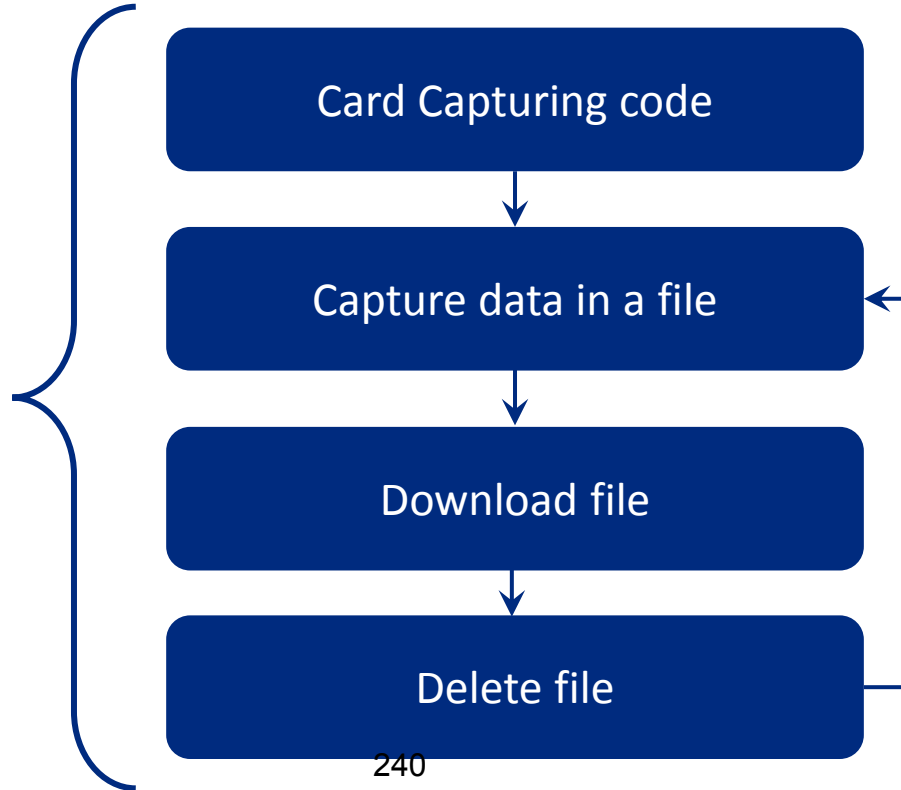 Card Capturing code
Capture data in a file
Download file
Delete file
240